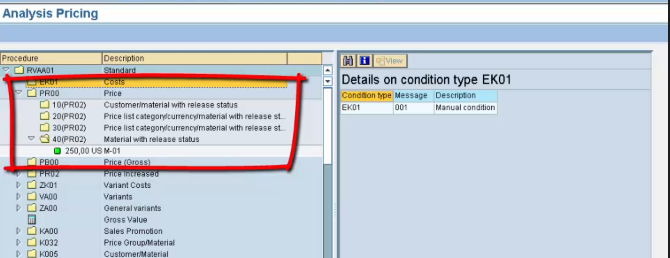 Analysis Pricing
View
Procedure Description
RVAA01 Standard
EK01 Costs
PR00 Price
10(PR02) Customer/material with release status
20(PR02) Price list category/currency/material with release st...
30(PR02) Price list category/currency/material with release st...
40(PR02) Material with release status
250,00 US M-01
PB00 Price (Gross)
PR02 Price Increased
ZK01 Variant Costs
VA00 Variants
ZA00 General variants
Gross Value
KA00 Sales Promotion
K032 Price Group/Material
K005 Customer/Material
Details on condition type EK01
Condition type Message Description
EK01 001 Manual condition